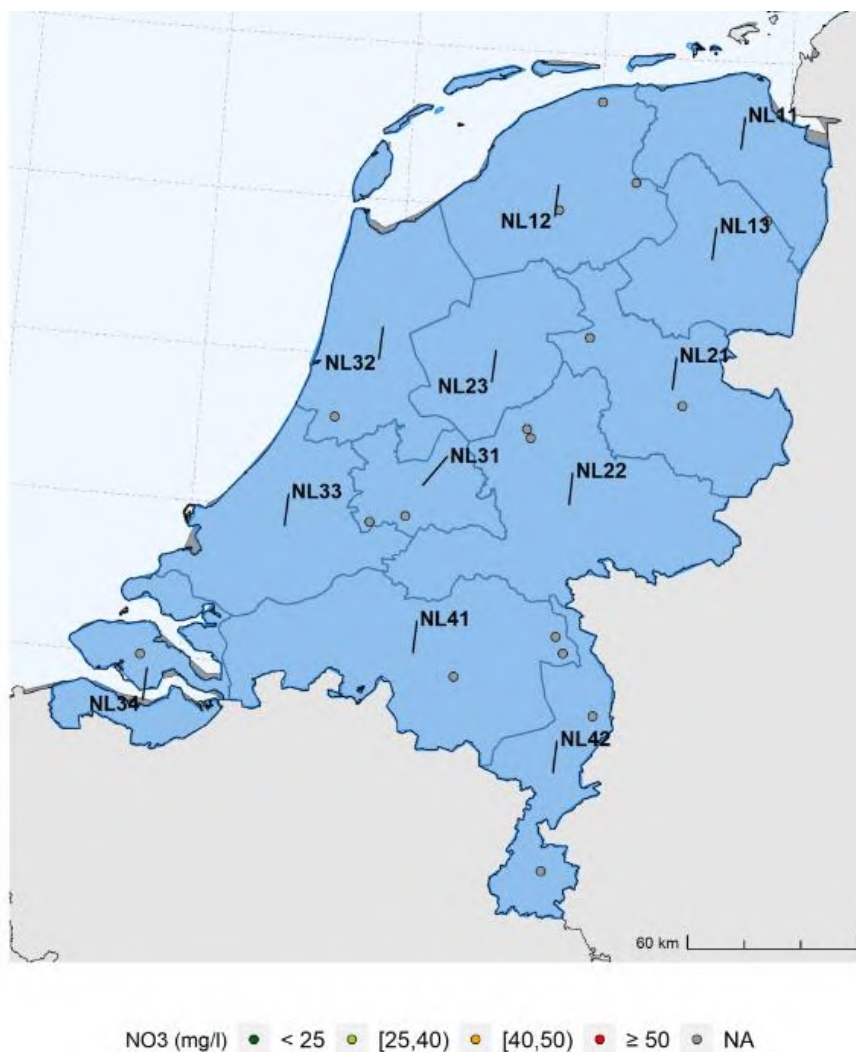 NL11
NL12
NL13
NL32
NL23
NL21
NL31
NL22
NL33
NL41
NL34
NL42
60 km
NO3 (mg/l) < 25 [25,40) [40,50) ≥ 50 NA